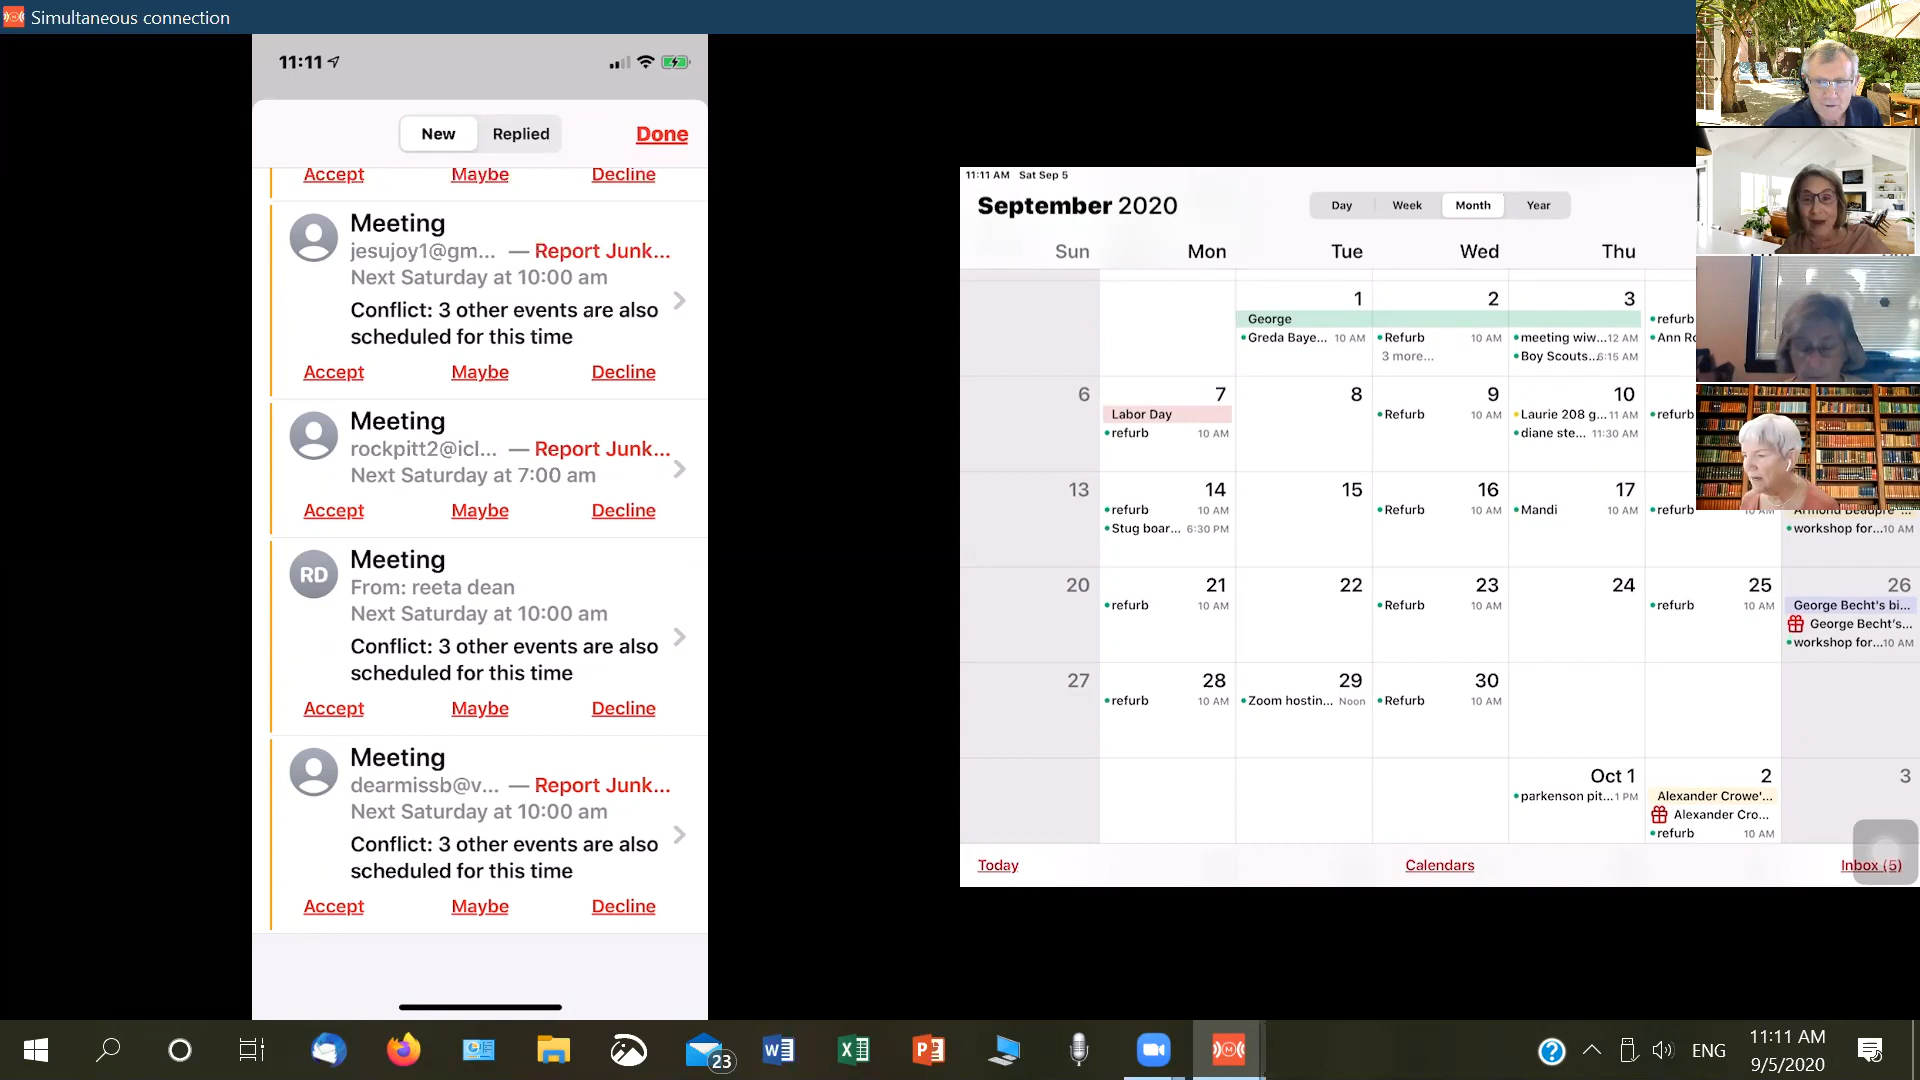 Simultaneous connection
11:11
New Replied Done
Accept Maybe Decline
Meeting
jesujoy1@gm... — Report Junk...
Next Saturday at 10:00 am
Conflict: 3 other events are also
scheduled for this time
Accept Maybe Decline
Meeting
rockpitt2@icl... — Report Junk...
Next Saturday at 7:00 am
Accept Maybe Decline
RD
Meeting
From: reeta dean
Next Saturday at 10:00 am
Conflict: 3 other events are also
scheduled for this time
Accept Maybe Decline
Meeting
dearmissb@v... — Report Junk...
Next Saturday at 10:00 am
Conflict: 3 other events are also
scheduled for this time
Accept Maybe Decline
11:11 AM Sat Sep 5
September 2020 Day Week Month Year
Sun Mon Tue Wed Thu
1 2 3
George
Greda Baye... 10 AM Refurb 10 AM meeting wiw...12 AM refurb
3 more... Boy Scouts...6:15 AM Ann Ro
6 7 8 9 10
Labor Day Refurb 10 AM Laurie 208 g... 11 AM refurb
refurb 10 AM diane ste... 11:30 AM
13 14 15 16 17
refurb 10 AM Refurb 10 AM Mandi 10 AM refurb 10 AM Armond Beaupre' ...
Stug boar... 6:30 PM workshop for...10 AM
20 21 22 23 24 25 26
refurb 10 AM Refurb 10 AM refurb 10 AM George Becht's bi...
George Becht's...
workshop for...10 AM
27 28 29 30
refurb 10 AM Zoom hostin... Noon Refurb 10 AM
Oct 1 2 3
parkenson pit...1 PM Alexander Crowe'...
Alexander Cro...
refurb 10 AM
Today Calendars Inbox (5)
23
ENG
11:11 AM
9/5/2020